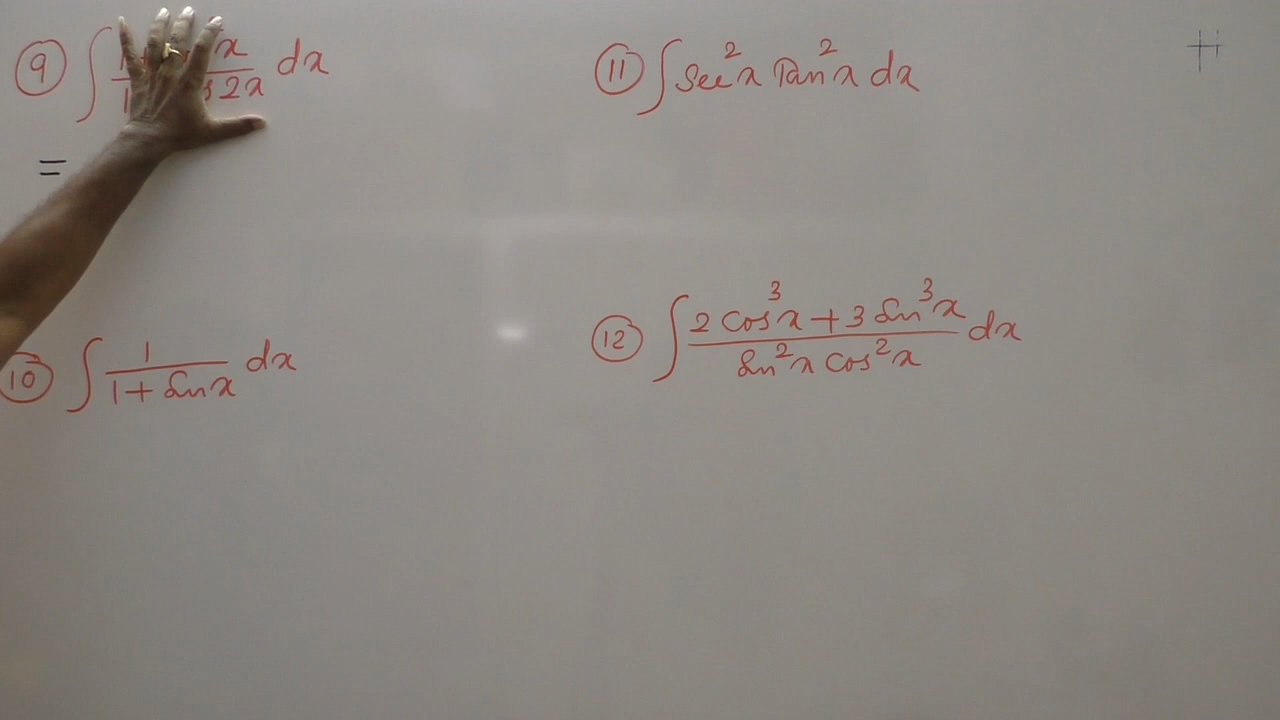 9 ∫ x / s 2x dx
=
10 ∫ 1 / 1 + Sin x dx
11 ∫ Sec²x Tan²x dx
12 ∫ 2 Cos³x + 3 Sin³x / Sin²x Cos²x dx